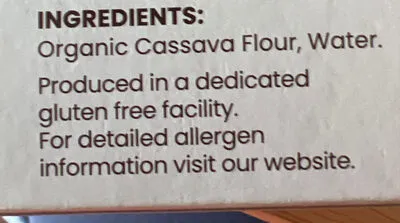 INGREDIENTS:
Organic Cassava Flour, Water.
Produced in a dedicated
gluten free facility.
For detailed allergen
information visit our website.